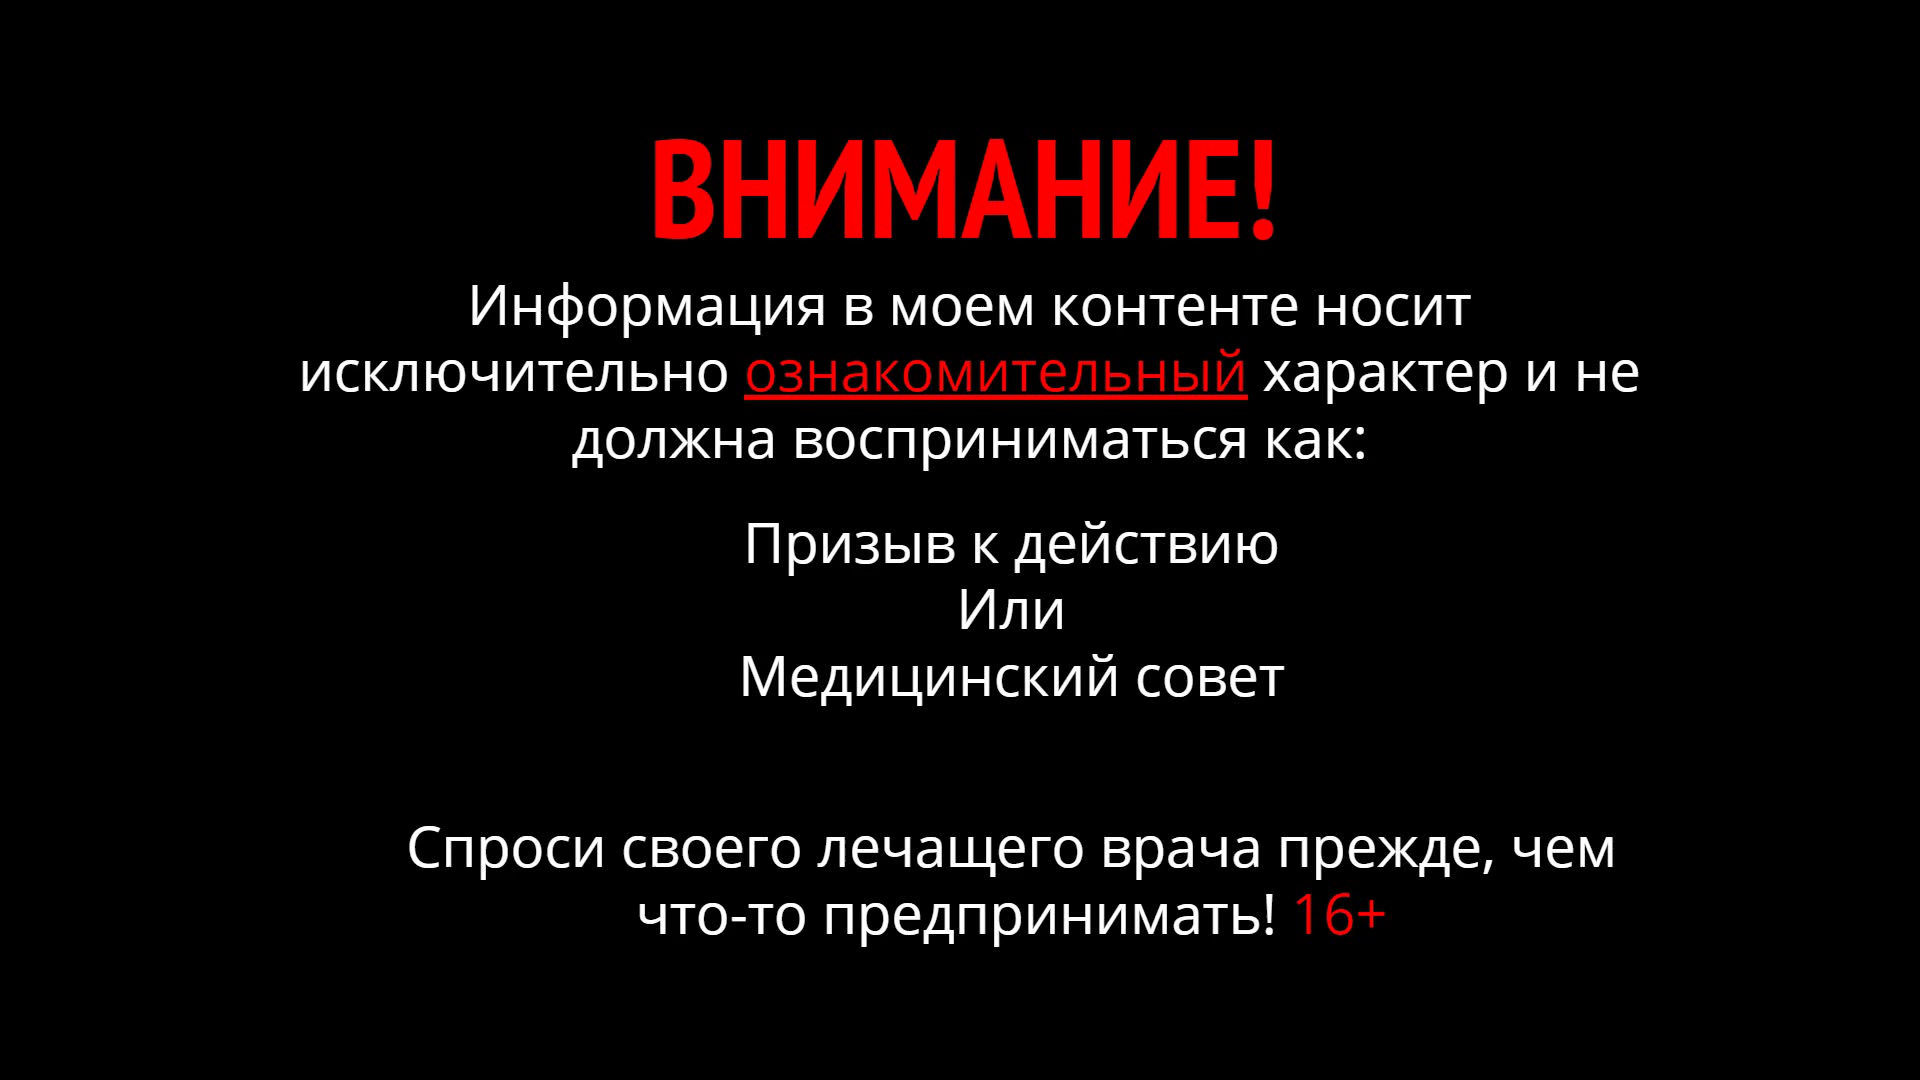 ВНИМАНИЕ!
Информация в моем контенте носит
исключительно ознакомительный характер и не
должна восприниматься как:
Призыв к действию
Или
Медицинский совет
Спроси своего лечащего врача прежде, чем
что-то предпринимать! 16+